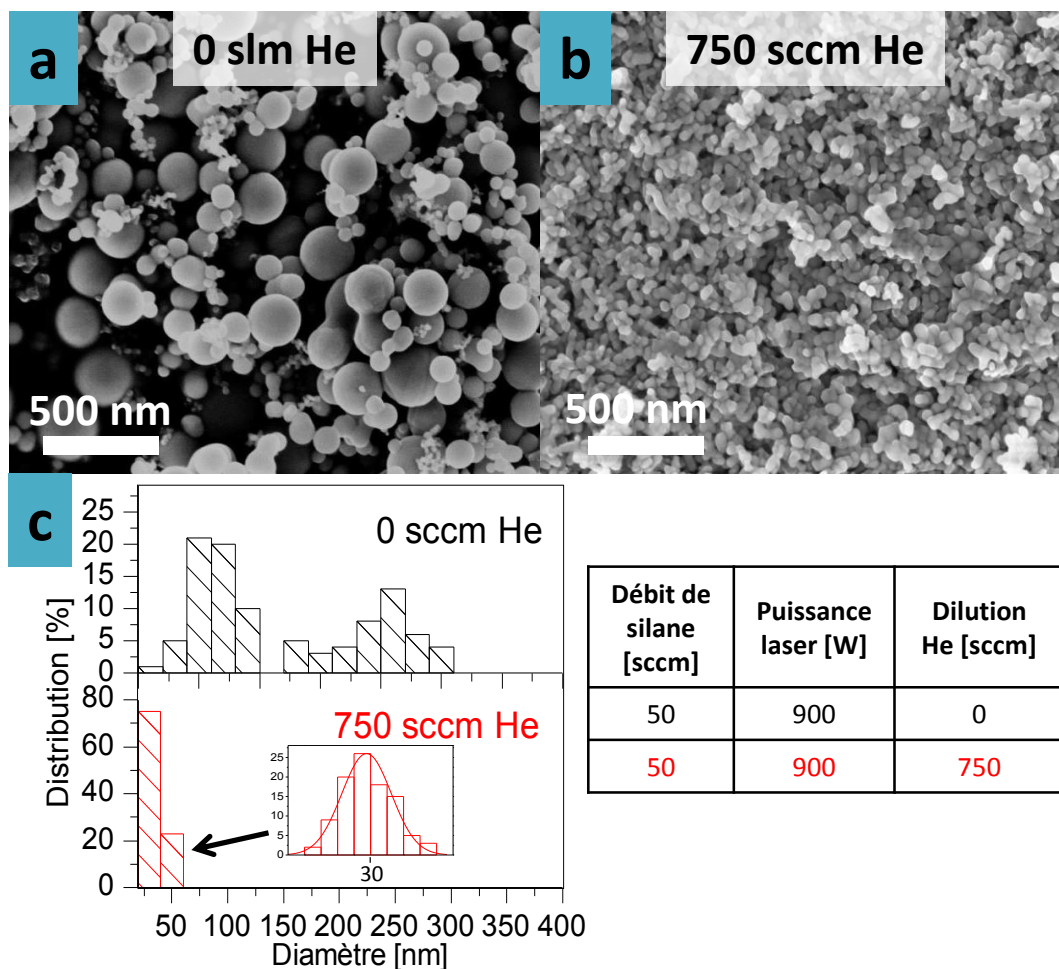 a
0 slm He
b
750 sccm He
500 nm
500 nm
c
0 sccm He
Distribution [%]
25
20
15
10
5
0
750 sccm He
80
60
40
20
0
25
20
15
10
5
0
30
50 100 150 200 250 300 350 400
Diamètre [nm]
Débit de
silane
[sccm]
Puissance
laser [W]
Dilution
He [sccm]
50 900 0
50 900 750